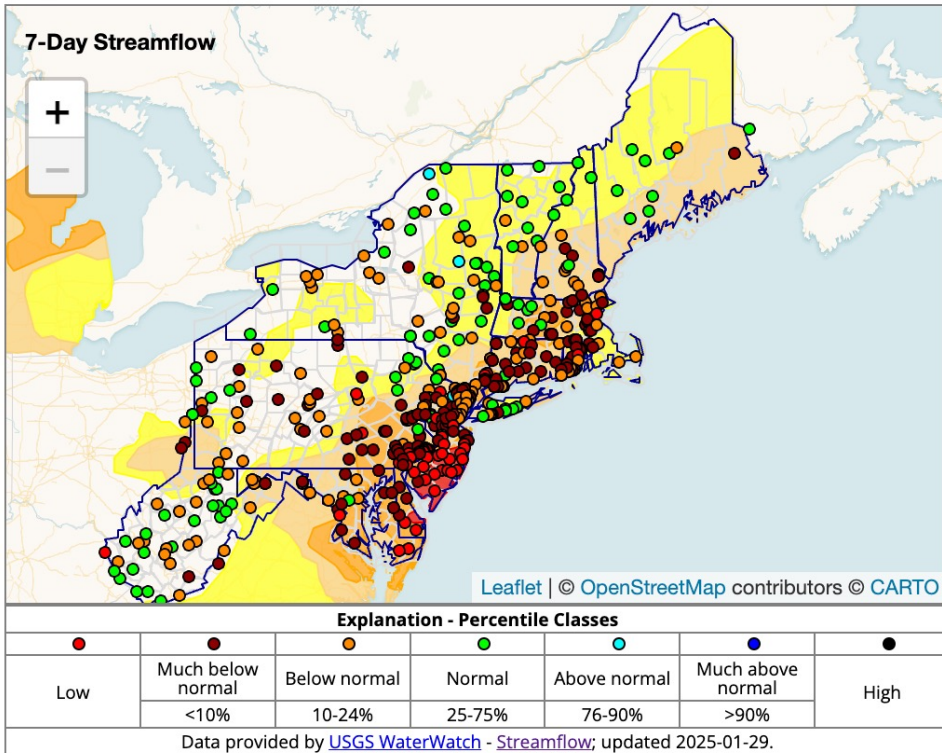 7-Day Streamflow
+
−
Leaflet | © OpenStreetMap contributors © CARTO
Explanation - Percentile Classes
Low
Much below normal
Below normal
Normal
Above normal
Much above normal
High
<10%
10-24%
25-75%
76-90%
>90%
Data provided by USGS WaterWatch - Streamflow; updated 2025-01-29.